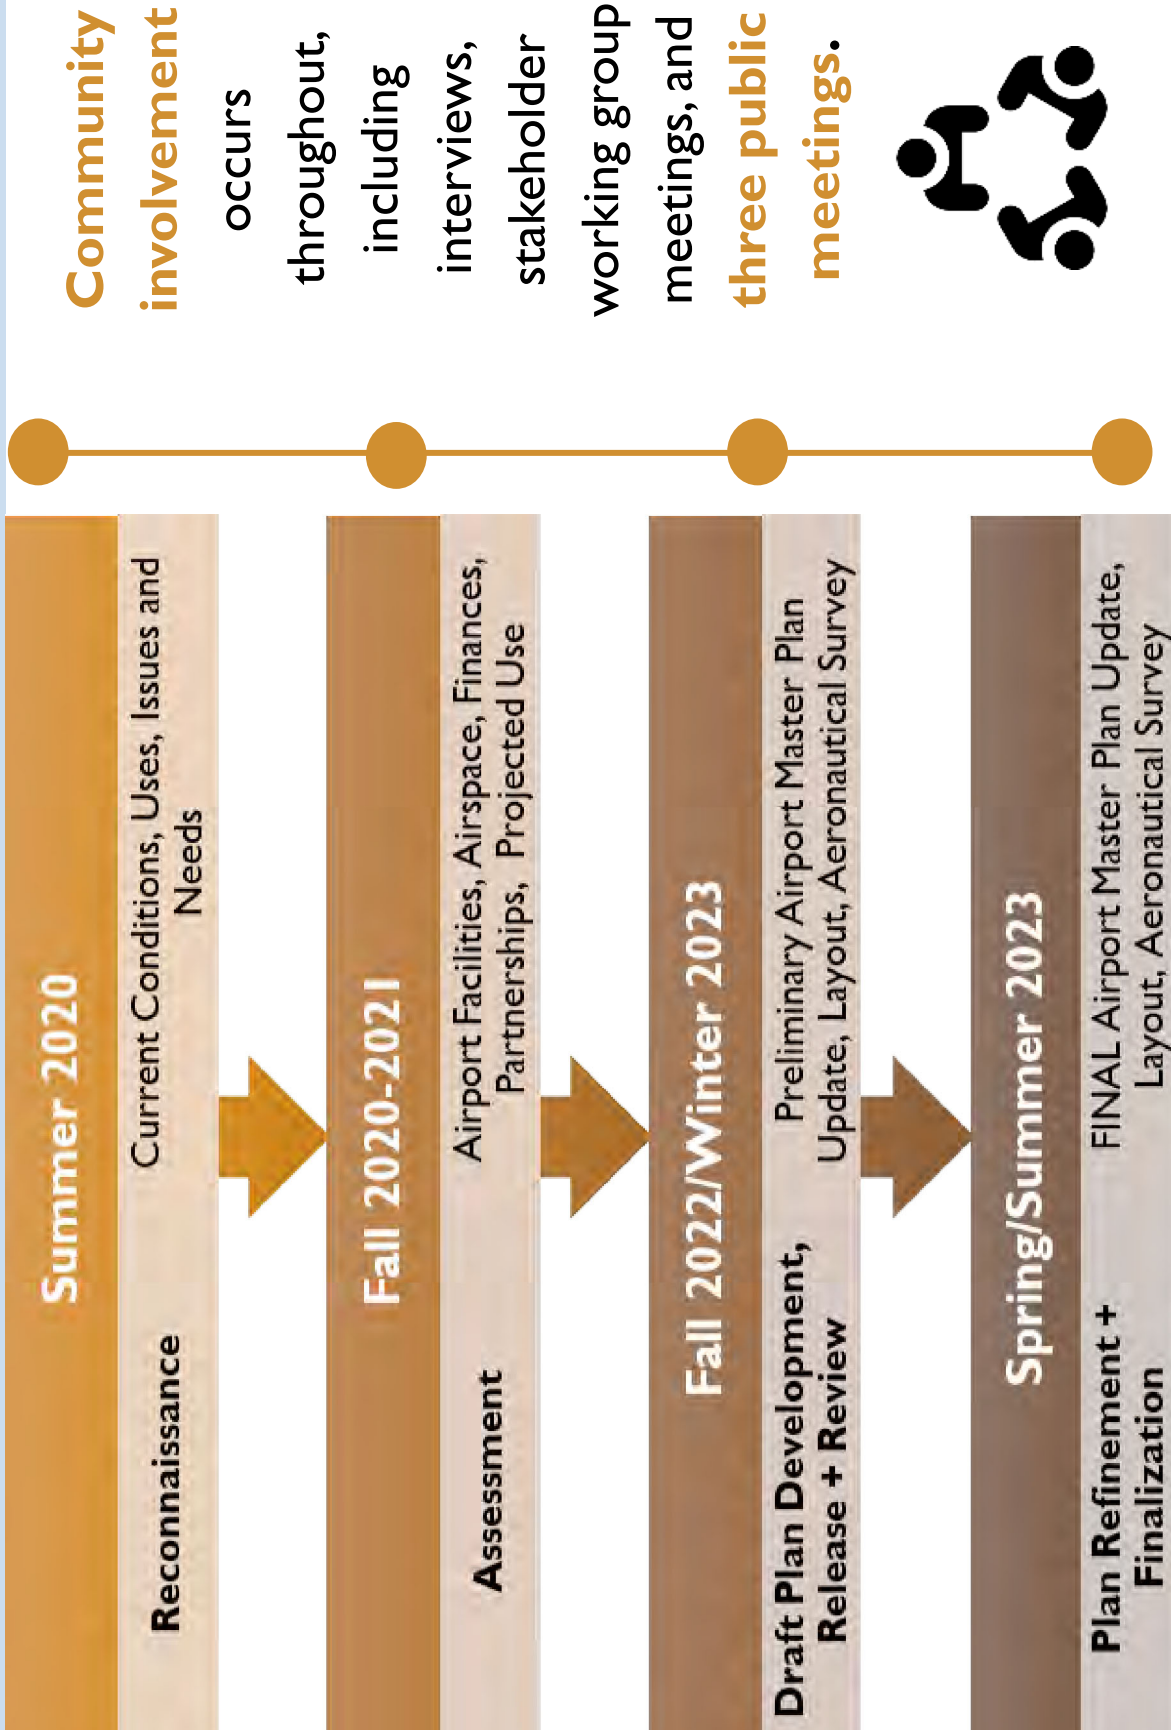 Summer 2020
Reconnaissance
Current Conditions, Uses, Issues and
Needs
Fall 2020-2021
Assessment
Airport Facilities, Airspace, Finances,
Partnerships, Projected Use
Fall 2022/Winter 2023
Draft Plan Development,
Release + Review
Preliminary Airport Master Plan
Update, Layout, Aeronautical Survey
Spring/Summer 2023
Plan Refinement +
Finalization
FINAL Airport Master Plan Update,
Layout, Aeronautical Survey
Community
involvement
occurs
throughout,
including
interviews,
stakeholder
working group
meetings, and
three public
meetings.